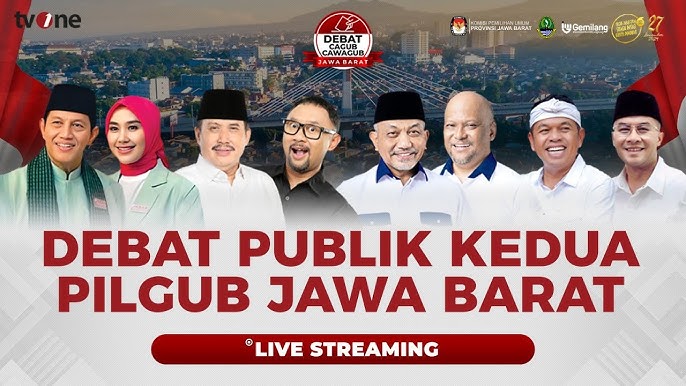 tvOne
DEBAT
CAGUB
CAWAGUB
JAWA BARAT
KOMISI PEMILIHAN UMUM
PROVINSI JAWA BARAT
Gemilang
27
DEBAT PUBLIK KEDUA
PILGUB JAWA BARAT
LIVE STREAMING